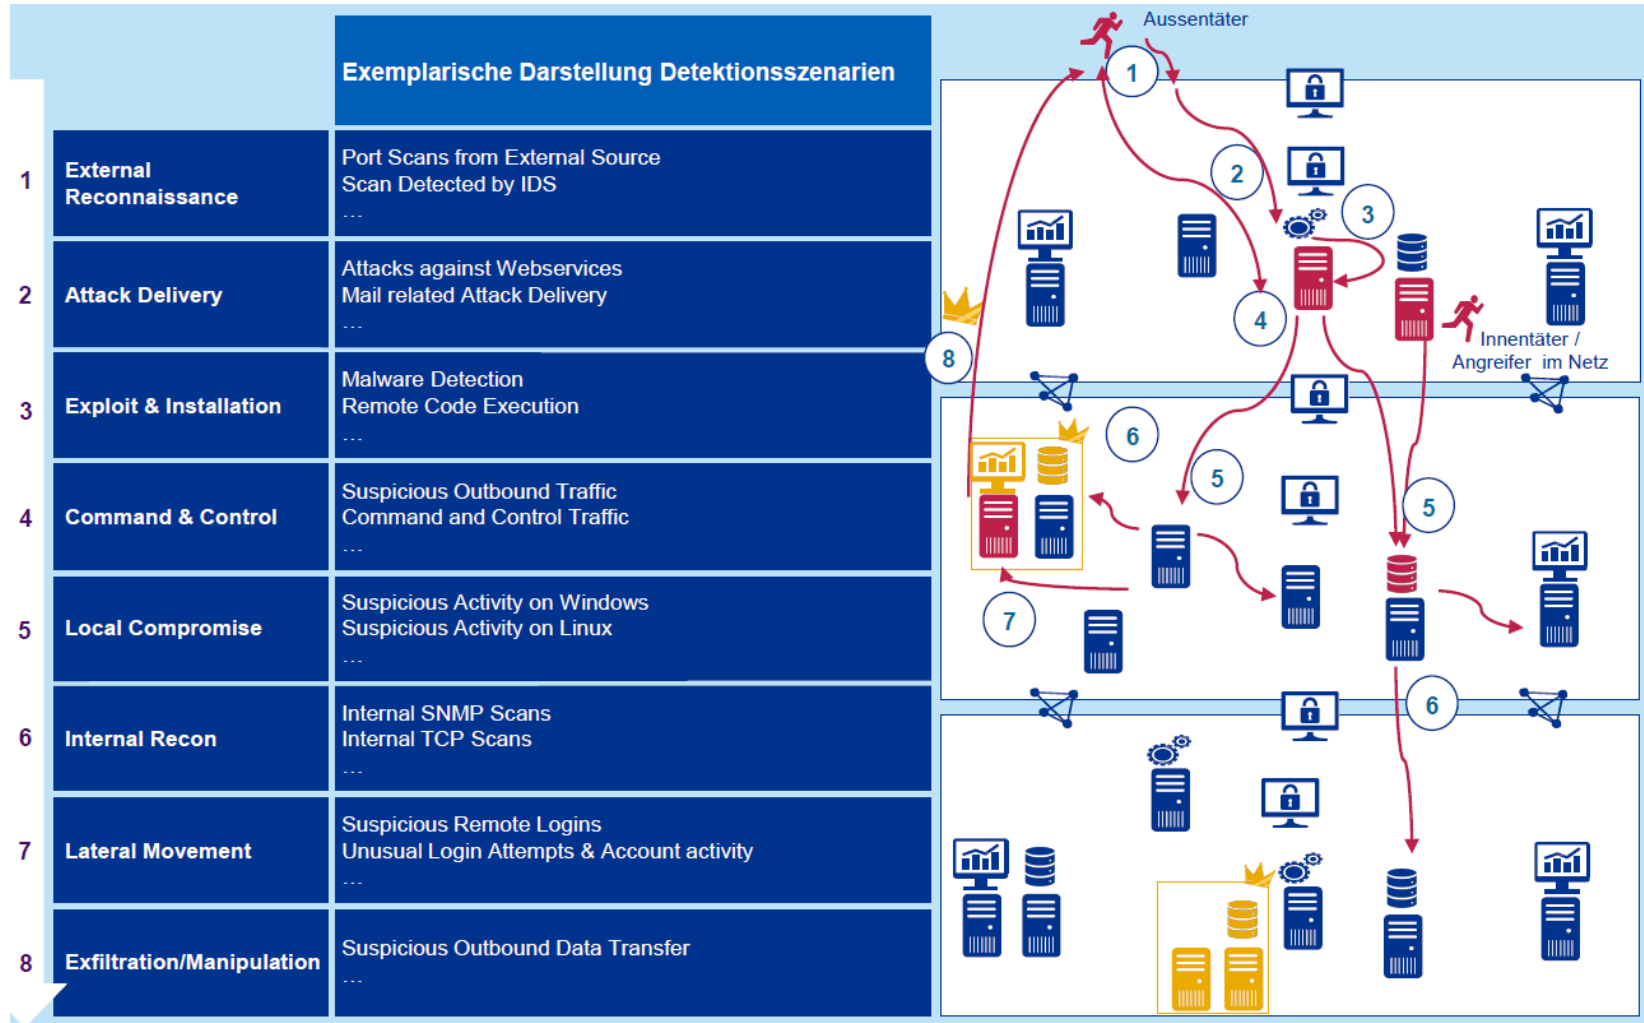 Exemplarische Darstellung Detektionsszenarien
1
External
Reconnaissance
Port Scans from External Source
Scan Detected by IDS
...
2
Attack Delivery
Attacks against Webservices
Mail related Attack Delivery
...
3
Exploit & Installation
Malware Detection
Remote Code Execution
...
4
Command & Control
Suspicious Outbound Traffic
Command and Control Traffic
...
5
Local Compromise
Suspicious Activity on Windows
Suspicious Activity on Linux
...
6
Internal Recon
Internal SNMP Scans
Internal TCP Scans
...
7
Lateral Movement
Suspicious Remote Logins
Unusual Login Attempts & Account activity
...
8
Exfiltration/Manipulation
Suspicious Outbound Data Transfer
...
Aussentäter
1
2
3
4
Innentäter /
Angreifer im Netz
8
6
5
5
7
6